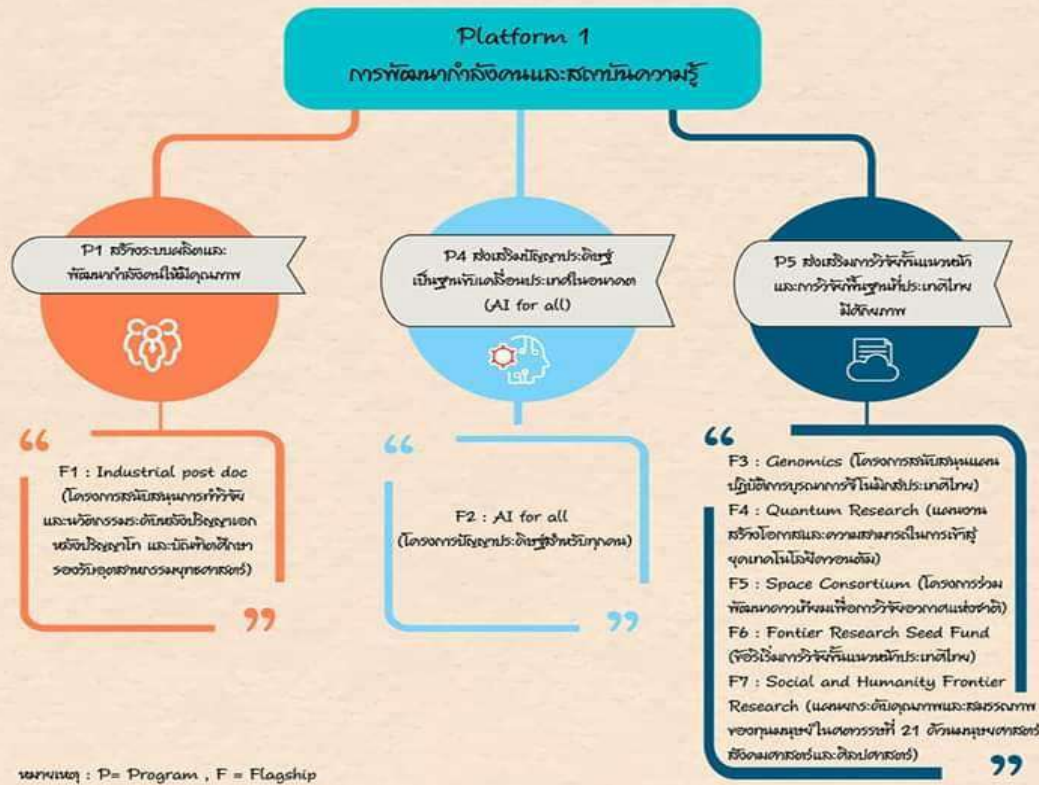 Platform 1
การพัฒนากำลังคนและสถาบันความรู้
P1 สร้างระบบผลิตและ
พัฒนากำลังคนให้มีคุณภาพ
P4 ส่งเสริมปัญญาประดิษฐ์
เป็นฐานขับเคลื่อนประเทศในอนาคต
(AI for all)
P5 ส่งเสริมการวิจัยขั้นแนวหน้า
และการวิจัยพื้นฐานที่ประเทศไทย
มีศักยภาพ
F1 : Industrial post doc
(โครงการสนับสนุนการทำวิจัย
และนวัตกรรมระดับหลังปริญญาเอก
หลังปริญญาโท และบัณฑิตศึกษา
รองรับอุตสาหกรรมยุทธศาสตร์)
F2 : AI for all
(โครงการปัญญาประดิษฐ์สำหรับทุกคน)
F3 : Genomics (โครงการสนับสนุนแผน
ปฏิบัติการบูรณาการจีโนมิกส์ประเทศไทย)
F4 : Quantum Research (แผนงาน
สร้างโอกาสและความสามารถในการเข้าสู่
ยุคเทคโนโลยีควอนตัม)
F5 : Space Consortium (โครงการร่วม
พัฒนาดาวเทียมเพื่อการวิจัยอวกาศแห่งชาติ)
F6 : Fontier Research Seed Fund
(ข้อริเริ่มการวิจัยขั้นแนวหน้าประเทศไทย)
F7 : Social and Humanity Frontier
Research (แผนยกระดับคุณภาพและสมรรถภาพ
ของทุนมนุษย์ในศตวรรษที่ 21 ด้านมนุษยศาสตร์
สังคมศาสตร์และศิลปศาสตร์)
หมายเหตุ : P= Program , F = Flagship